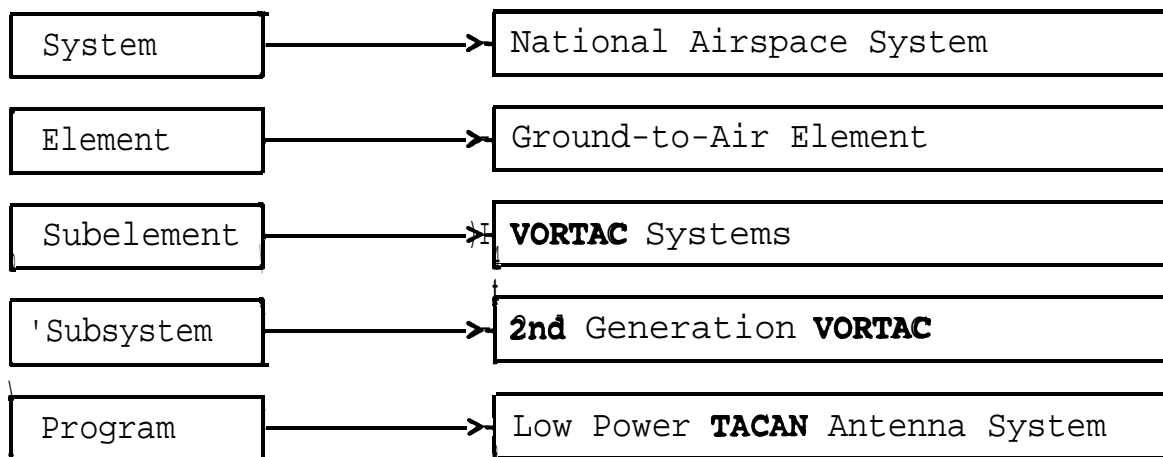 System
National Airspace System
Element
Ground-to-Air Element
Subelement
VORTAC Systems
'Subsystem
2nd Generation VORTAC
Program
Low Power TACAN Antenna System